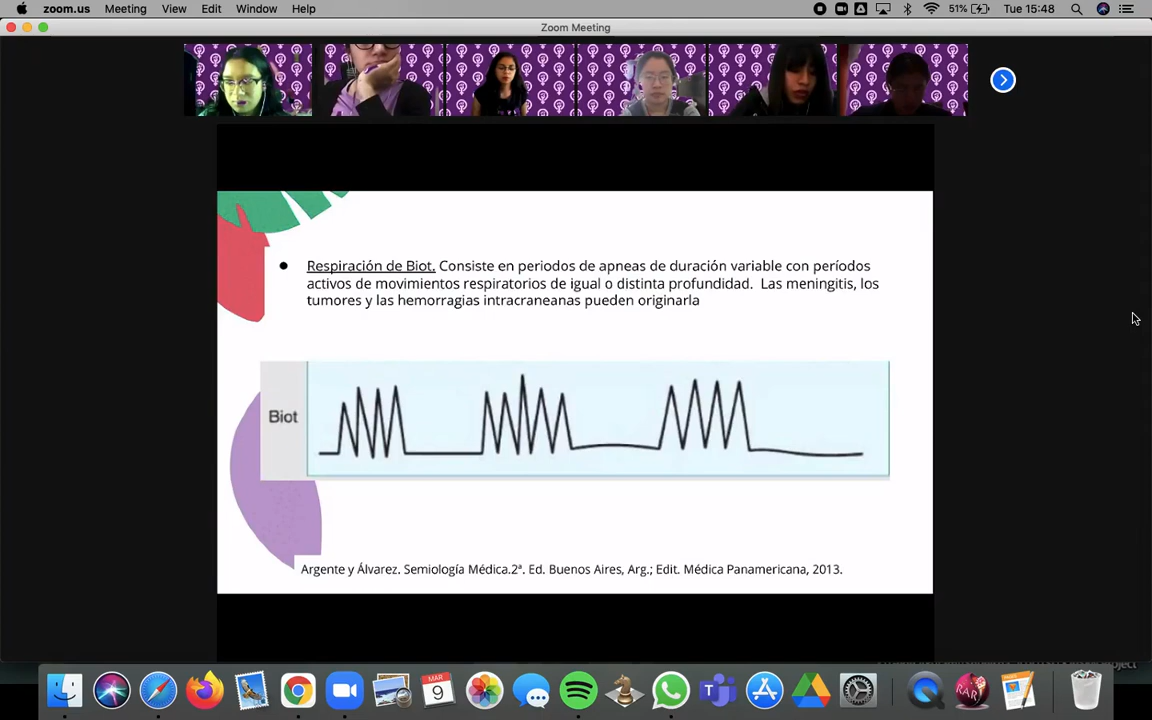 zoom.us Meeting View Edit Window Help 51% Tue 15:48
Zoom Meeting
Respiración de Biot. Consiste en periodos de apneas de duración variable con períodos
activos de movimientos respiratorios de igual o distinta profundidad. Las meningitis, los
tumores y las hemorragias intracraneanas pueden originarla
Biot
Argente y Álvarez. Semiología Médica.2ª. Ed. Buenos Aires, Arg.; Edit. Médica Panamericana, 2013.
MAR
9
RAR